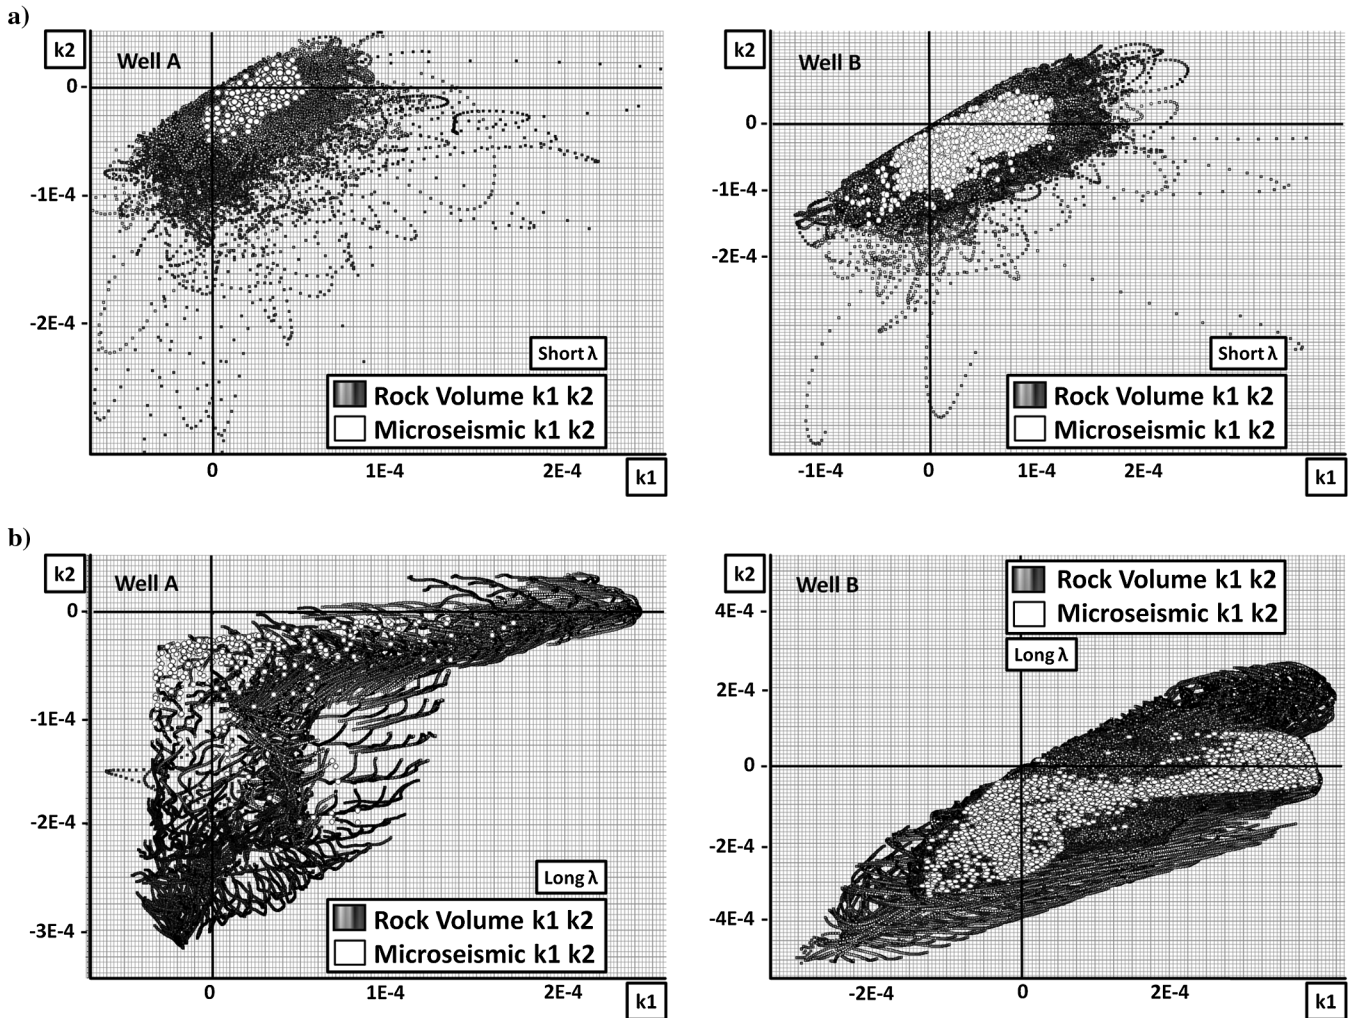 a)
k2
Well A
0
-1E-4
-2E-4
Short λ
Rock Volume k1 k2
Microseismic k1 k2
0
1E-4
2E-4
k1
k2
Well B
0
-1E-4
-2E-4
Short λ
Rock Volume k1 k2
Microseismic k1 k2
-1E-4
0
1E-4
2E-4
k1
b)
k2
Well A
0
-1E-4
-2E-4
-3E-4
Long λ
Rock Volume k1 k2
Microseismic k1 k2
0
1E-4
2E-4
k1
k2
Well B
Rock Volume k1 k2
Microseismic k1 k2
Long λ
4E-4
2E-4
0
-2E-4
-4E-4
-2E-4
0
2E-4
k1